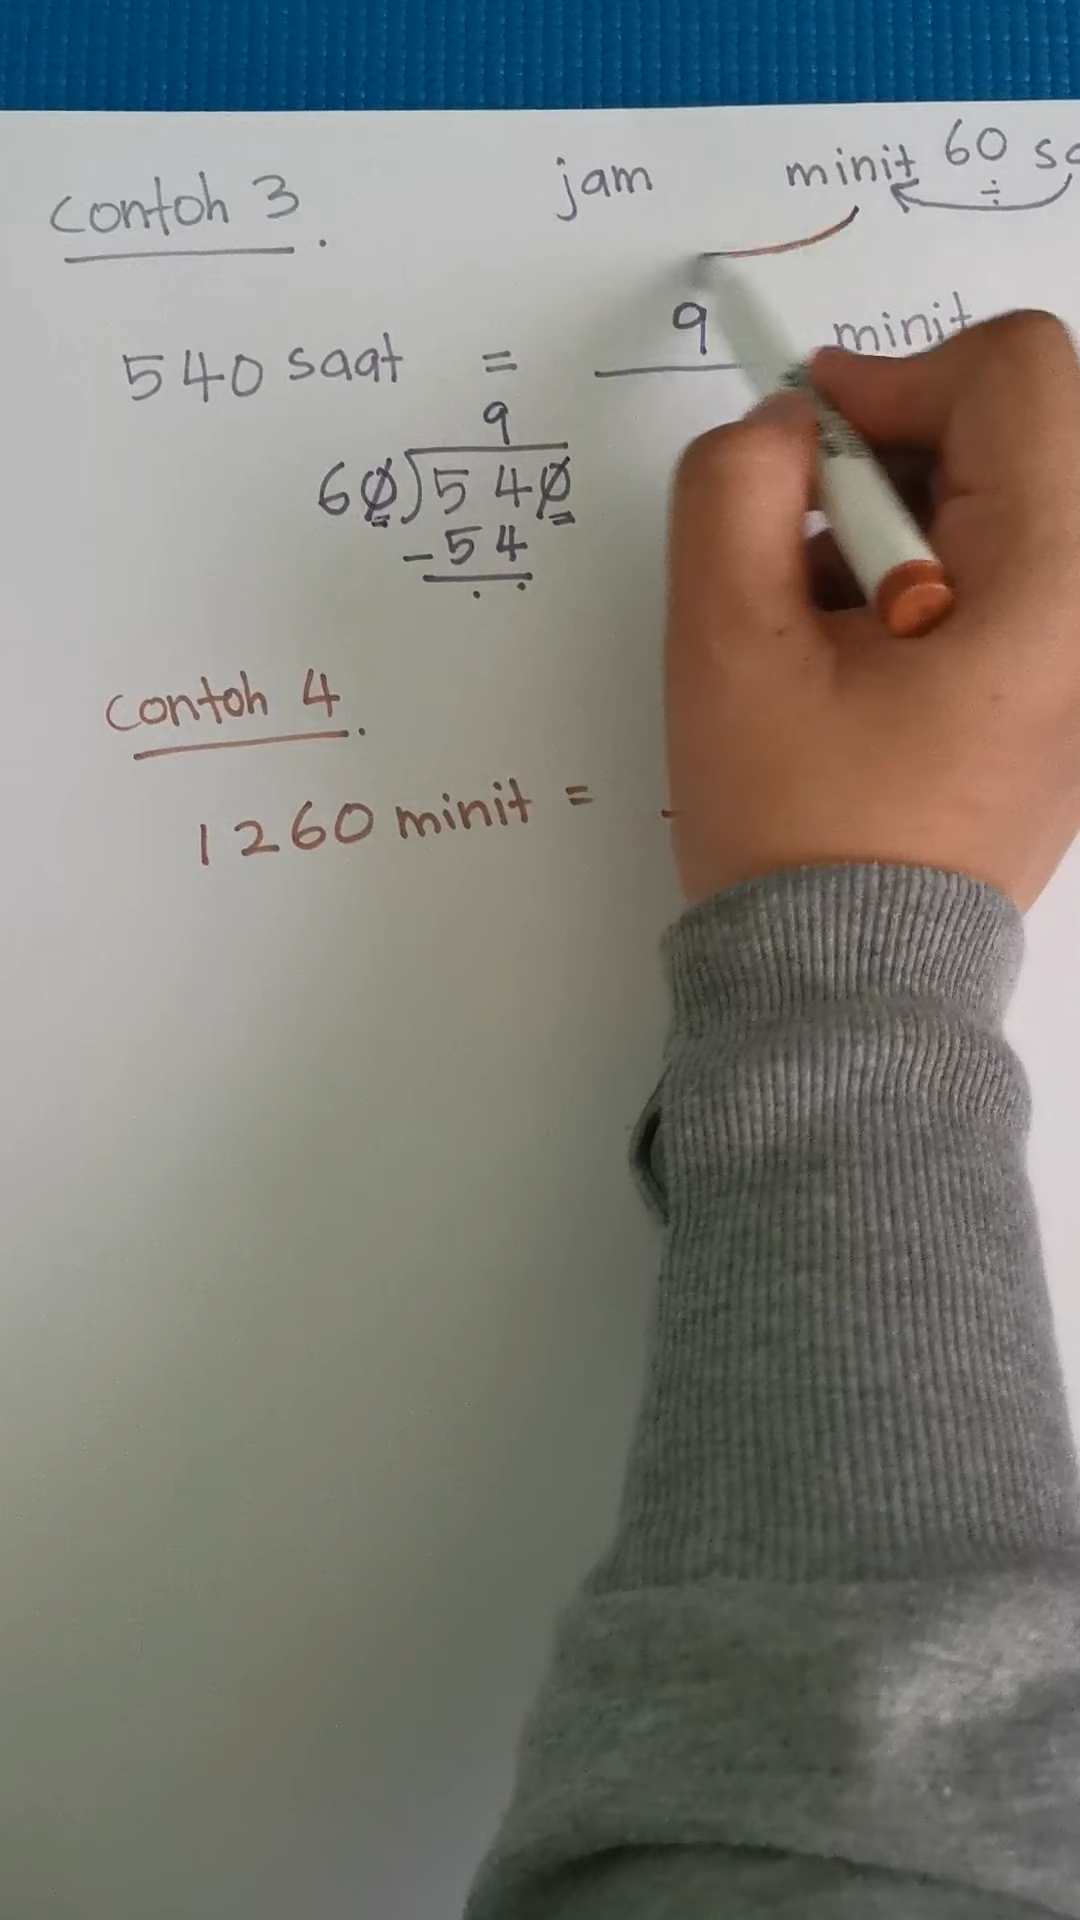 contoh 3.
jam minit 60
÷
540 saat = 9 minit
9
60)540
-54
contoh 4.
1260 minit =